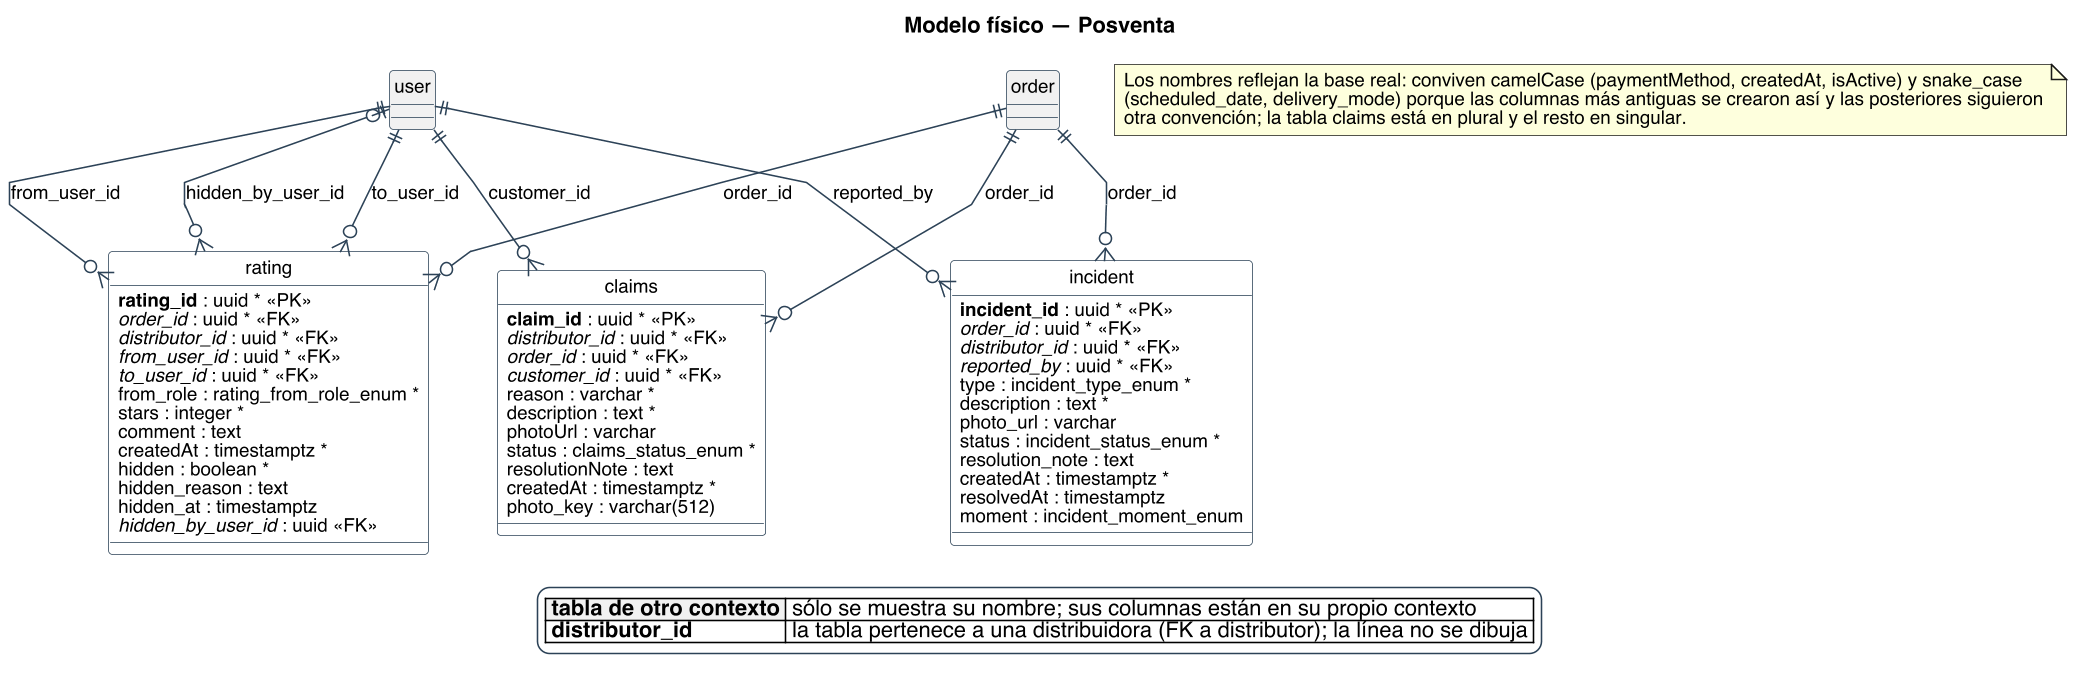 Modelo físico — Posventa
user
order
Los nombres reflejan la base real: conviven camelCase (paymentMethod, createdAt, isActive) y snake_case
(scheduled_date, delivery_mode) porque las columnas más antiguas se crearon así y las posteriores siguieron
otra convención; la tabla claims está en plural y el resto en singular.
from_user_id
hidden_by_user_id
to_user_id
customer_id
order_id
reported_by
order_id
order_id
rating
rating_id : uuid * «PK»
order_id : uuid * «FK»
distributor_id : uuid * «FK»
from_user_id : uuid * «FK»
to_user_id : uuid * «FK»
from_role : rating_from_role_enum *
stars : integer *
comment : text
createdAt : timestamptz *
hidden : boolean *
hidden_reason : text
hidden_at : timestamptz
hidden_by_user_id : uuid «FK»
claims
claim_id : uuid * «PK»
distributor_id : uuid * «FK»
order_id : uuid * «FK»
customer_id : uuid * «FK»
reason : varchar *
description : text *
photoUrl : varchar
status : claims_status_enum *
resolutionNote : text
createdAt : timestamptz *
photo_key : varchar(512)
incident
incident_id : uuid * «PK»
order_id : uuid * «FK»
distributor_id : uuid * «FK»
reported_by : uuid * «FK»
type : incident_type_enum *
description : text *
photo_url : varchar
status : incident_status_enum *
resolution_note : text
createdAt : timestamptz *
resolvedAt : timestamptz
moment : incident_moment_enum
tabla de otro contexto sólo se muestra su nombre; sus columnas están en su propio contexto
distributor_id la tabla pertenece a una distribuidora (FK a distributor); la línea no se dibuja